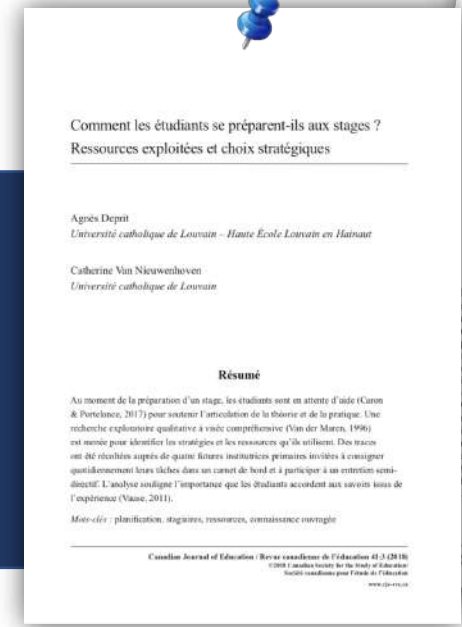 Comment les étudiants se préparent-ils aux stages ?
Ressources exploitées et choix stratégiques
Agnès Deprit
Université catholique de Louvain – Haute École Louvain en Hainaut
Catherine Van Nieuwenhoven
Université catholique de Louvain
Résumé
Au moment de la préparation d'un stage, les étudiants sont en attente d'aide (Caron
& Portelance, 2017) pour soutenir l'articulation de la théorie et de la pratique. Une
recherche exploratoire qualitative à visée compréhensive (Van der Maren, 1996)
est menée pour identifier les stratégies et les ressources qu'ils utilisent. Des traces
ont été récoltées auprès de quatre futures institutrices primaires invitées à consigner
quotidiennement leurs tâches dans un carnet de bord et à participer à un entretien semi-
directif. L'analyse souligne l'importance que les étudiants accordent aux savoirs issus de
l'expérience (Vause, 2011).
Mots-clés : planification, stagiaires, ressources, connaissance ouvragée
Canadian Journal of Education / Revue canadienne de l'éducation 41:3 (2018)
©2018 Canadian Society for the Study of Education/
Société canadienne pour l'étude de l'éducation
www.cje-rce.ca